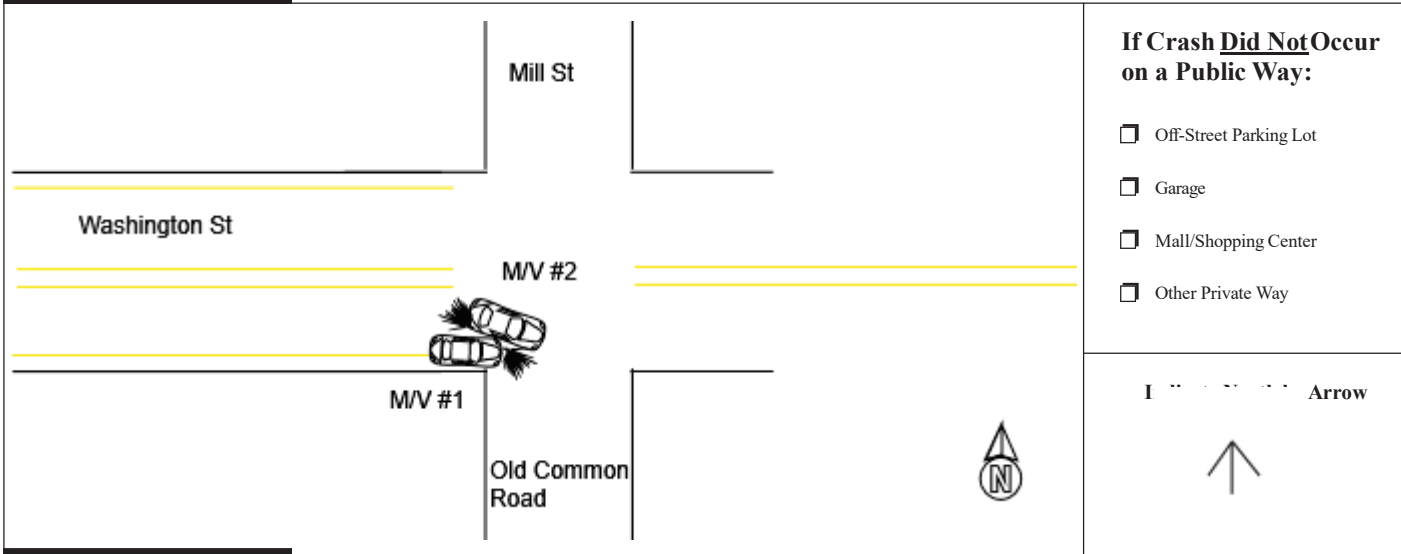 Mill St
Washington St
M/V #2
M/V #1
Old Common
Road
N
If Crash Did Not Occur
on a Public Way:
Off-Street Parking Lot
Garage
Mall/Shopping Center
Other Private Way
Arrow